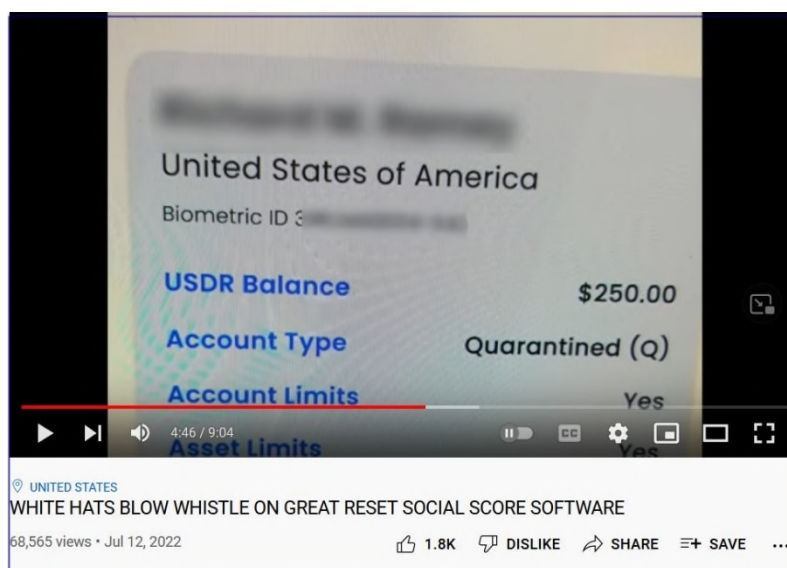 United States of America
Biometric ID
USDR Balance $250.00
Account Type Quarantined (Q)
Account Limits Yes
Asset Limits Yes
4:46 / 9:04
CC
UNITED STATES
WHITE HATS BLOW WHISTLE ON GREAT RESET SOCIAL SCORE SOFTWARE
68,565 views • Jul 12, 2022 1.8K DISLIKE SHARE SAVE